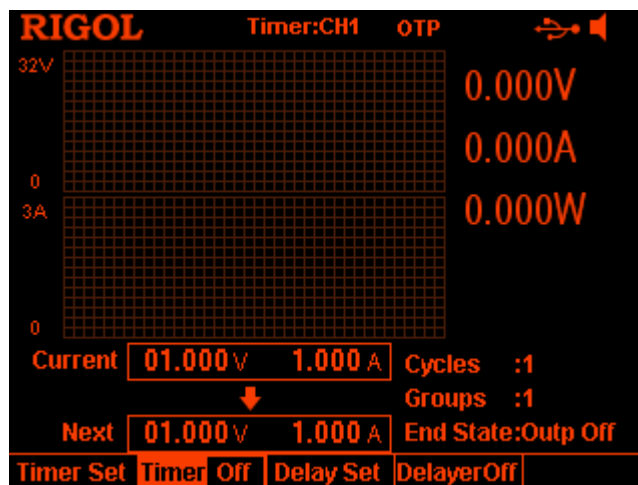 RIGOL Timer:CH1 OTP
32V
0.000V
0.000A
0
3A
0.000W
0
Current 01.000V 1.000A Cycles :1
Groups :1
Next 01.000V 1.000A End State:Outp Off
Timer Set Timer Off Delay Set DelayerOff